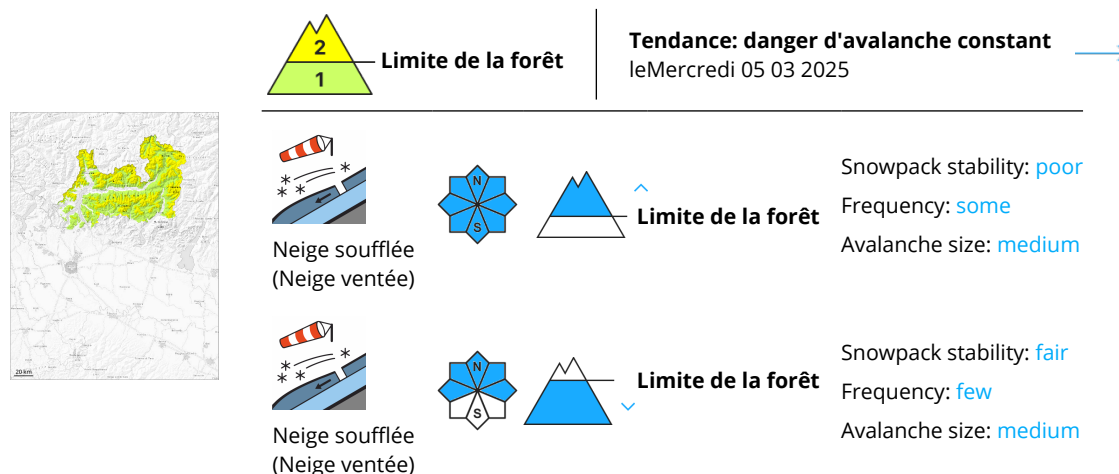 2
1
Limite de la forêt
Tendance: danger d'avalanche constant
leMercredi 05 03 2025
20 km
Neige soufflée
(Neige ventée)
N
S
Limite de la forêt
Snowpack stability: poor
Frequency: some
Avalanche size: medium
Neige soufflée
(Neige ventée)
N
S
Limite de la forêt
Snowpack stability: fair
Frequency: few
Avalanche size: medium